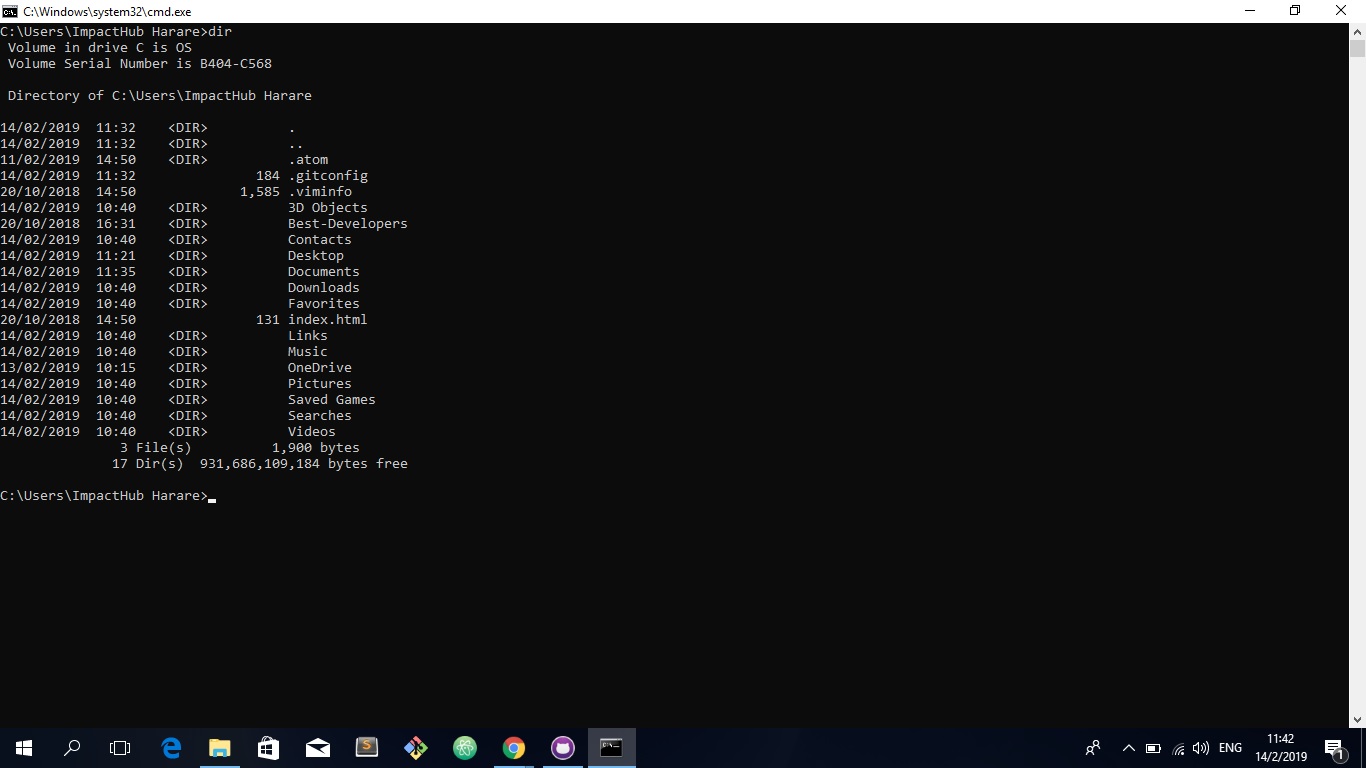 C:\Windows\system32\cmd.exe
C:\Users\ImpactHub Harare>dir
 Volume in drive C is OS
 Volume Serial Number is B404-C568

 Directory of C:\Users\ImpactHub Harare

14/02/2019  11:32    <DIR>          .
14/02/2019  11:32    <DIR>          ..
11/02/2019  14:50    <DIR>          .atom
14/02/2019  11:32               184 .gitconfig
20/10/2018  14:50             1,585 .viminfo
14/02/2019  10:40    <DIR>          3D Objects
20/10/2018  16:31    <DIR>          Best-Developers
14/02/2019  10:40    <DIR>          Contacts
14/02/2019  11:21    <DIR>          Desktop
14/02/2019  11:35    <DIR>          Documents
14/02/2019  10:40    <DIR>          Downloads
14/02/2019  10:40    <DIR>          Favorites
20/10/2018  14:50               131 index.html
14/02/2019  10:40    <DIR>          Links
14/02/2019  10:40    <DIR>          Music
13/02/2019  10:15    <DIR>          OneDrive
14/02/2019  10:40    <DIR>          Pictures
14/02/2019  10:40    <DIR>          Saved Games
14/02/2019  10:40    <DIR>          Searches
14/02/2019  10:40    <DIR>          Videos
               3 File(s)          1,900 bytes
              17 Dir(s)  931,686,109,184 bytes free

C:\Users\ImpactHub Harare>
ENG
11:42
14/2/2019
1